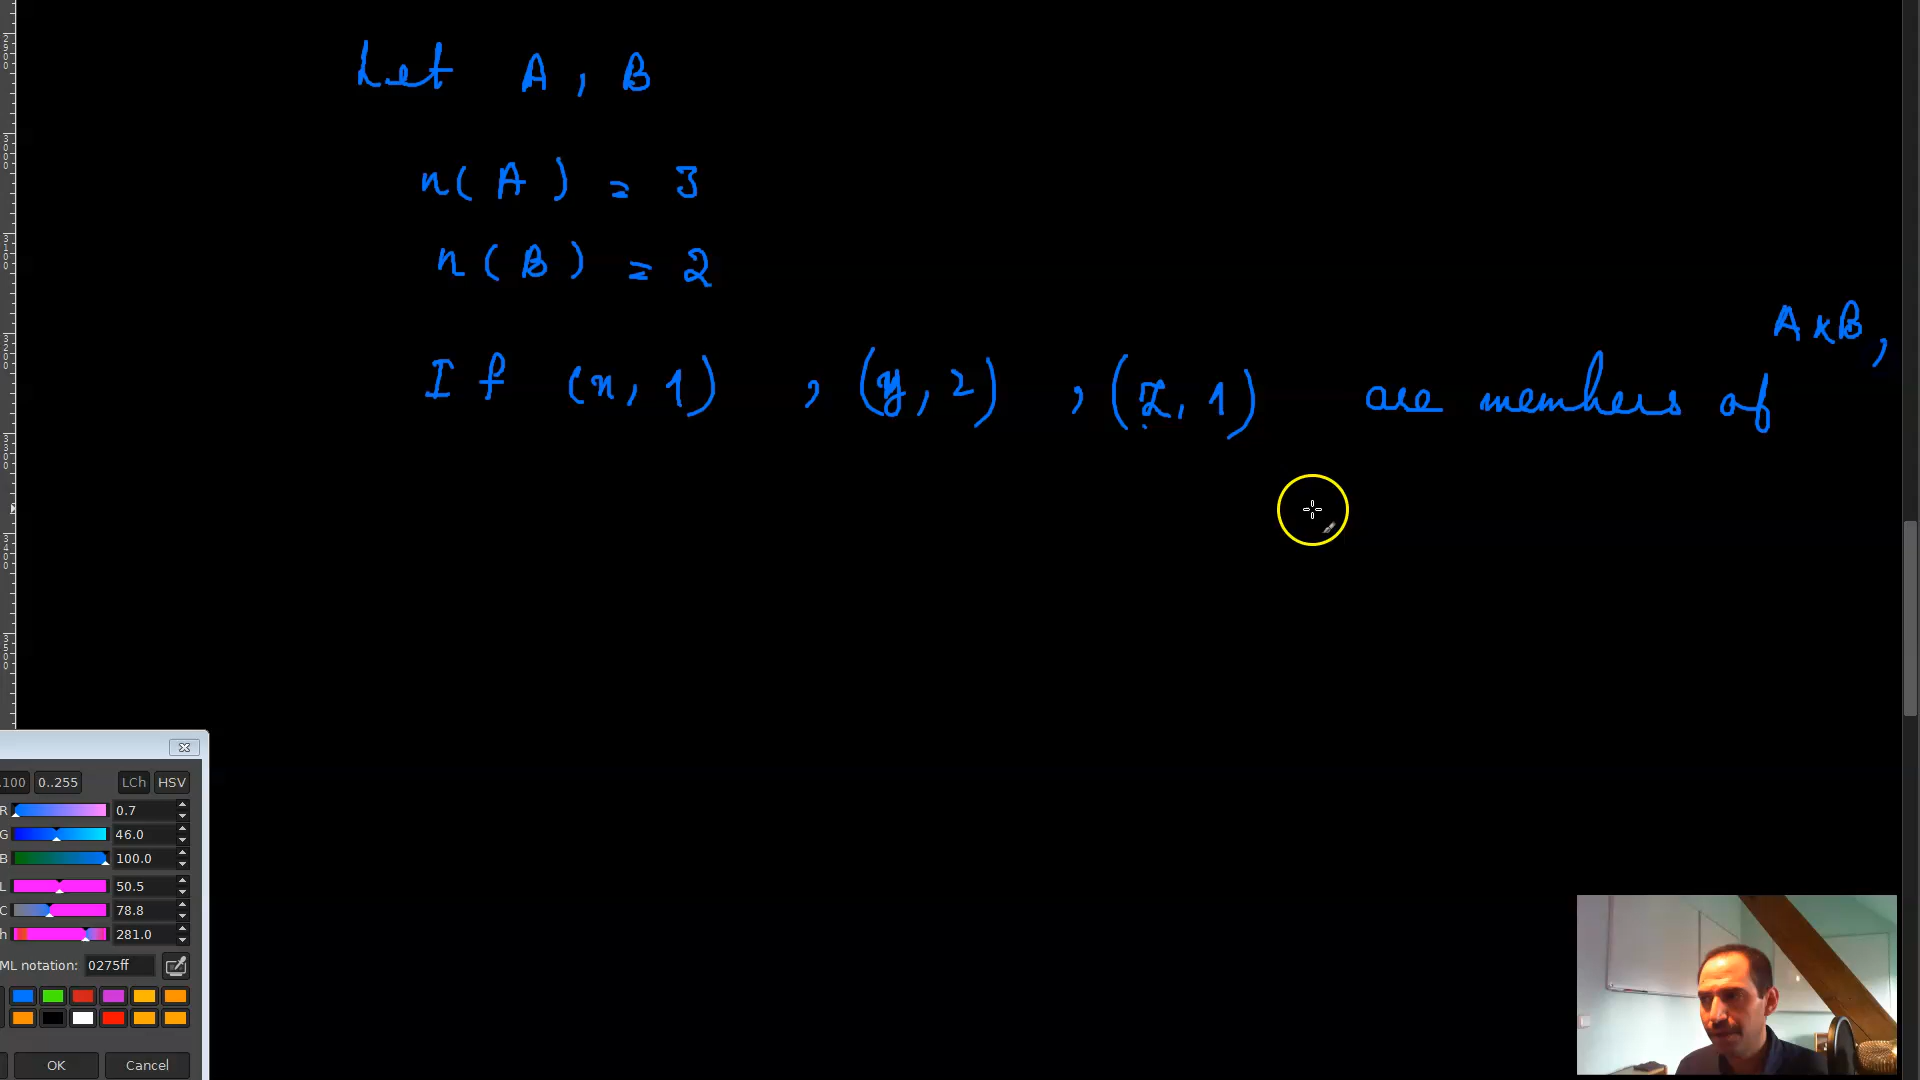 Let A, B
n(A) = 3
n(B) = 2
A×B,
If (x, 1) , (y, 2) , (z, 1) are members of
.100 0..255 LCh HSV
R 0.7
G 46.0
B 100.0
L 50.5
C 78.8
h 281.0
ML notation: 0275ff
OK Cancel